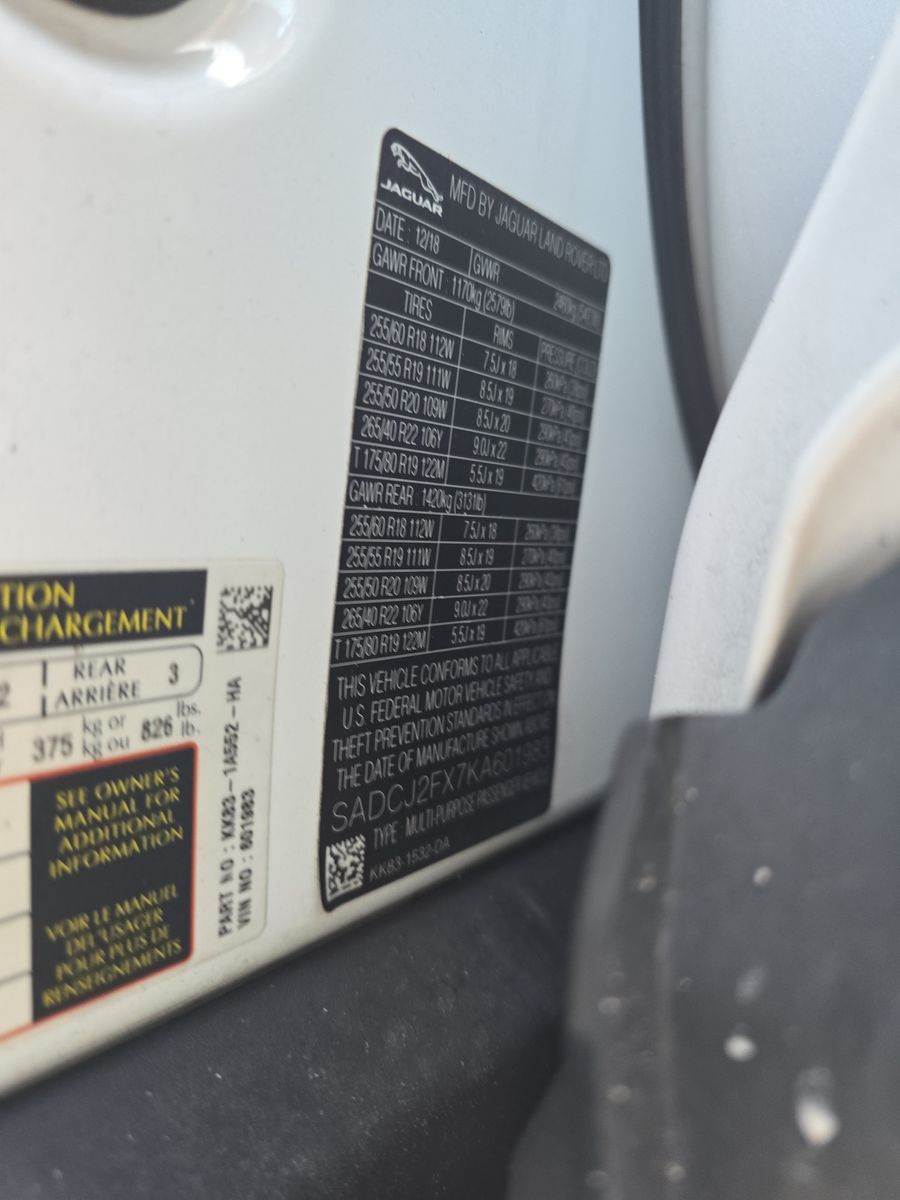 JAGUAR
MFD BY JAGUAR LAND ROVER LTD
DATE : 12/18 GVWR
GAWR FRONT 1170kg (2579lb)
TIRES RIMS PRESSURE
255/60 R18 112W 7.5J x 18
255/55 R19 111W 8.5J x 19
255/50 R20 109W 8.5J x 20
265/40 R22 106Y 9.0J x 22
T 175/80 R19 122M 5.5J x 19
GAWR REAR 1420kg (3131lb)
255/60 R18 112W 7.5J x 18
255/55 R19 111W 8.5J x 19
255/50 R20 109W 8.5J x 20
265/40 R22 106Y 9.0J x 22
T 175/80 R19 122M 5.5J x 19
THIS VEHICLE CONFORMS TO ALL APPLICABLE
U.S. FEDERAL MOTOR VEHICLE SAFETY AND
THEFT PREVENTION STANDARDS IN EFFECT ON
THE DATE OF MANUFACTURE SHOWN ABOVE
SADCJ2FX7KA601983
TYPE MULTI-PURPOSE PASSENGER VEHICLE
KK83-1532-DA
TION
CHARGEMENT
2 REAR 3
ARRIÈRE
375 kg or 826 lbs.
kg ou lb.
SEE OWNER'S
MANUAL FOR
ADDITIONAL
INFORMATION
VOIR LE MANUEL
DE L'USAGER
POUR PLUS DE
RENSEIGNEMENTS
PART NO : KK83-1A552-HA
VIN NO : 601983